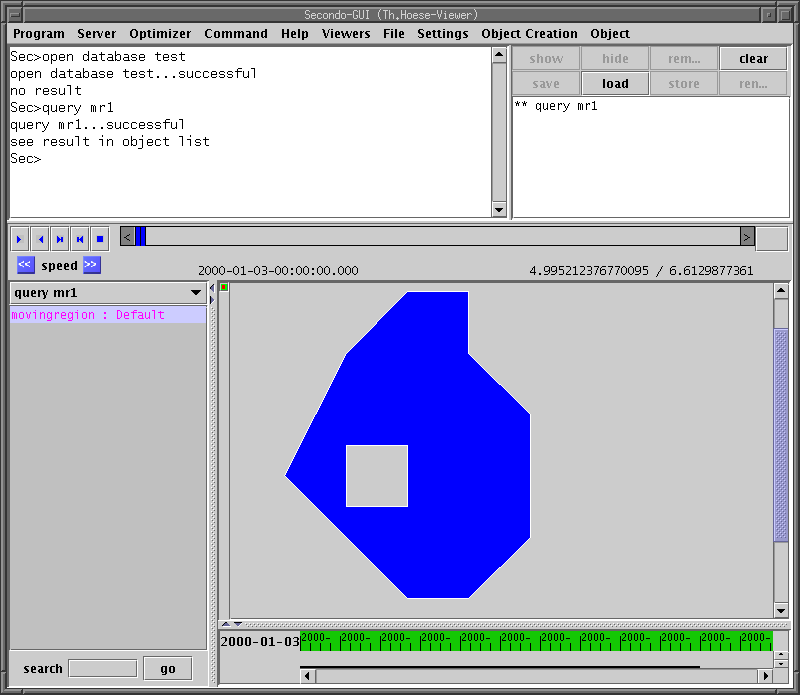 Secondo-GUI (Th.Hoese-Viewer)
Program Server Optimizer Command Help Viewers File Settings Object Creation Object
Sec>open database test
open database test...successful
no result
Sec>query mr1
query mr1...successful
see result in object list
Sec>
show hide rem... clear
save load store ren...
** query mr1
< >
<< speed >>
2000-01-03-00:00:00.000
4.995212376770095 / 6.6129877361
query mr1
movingregion : Default
2000-01-03
2000- 2000- 2000- 2000- 2000- 2000- 2000- 2000- 2000- 2000- 2000- 2000-
search go